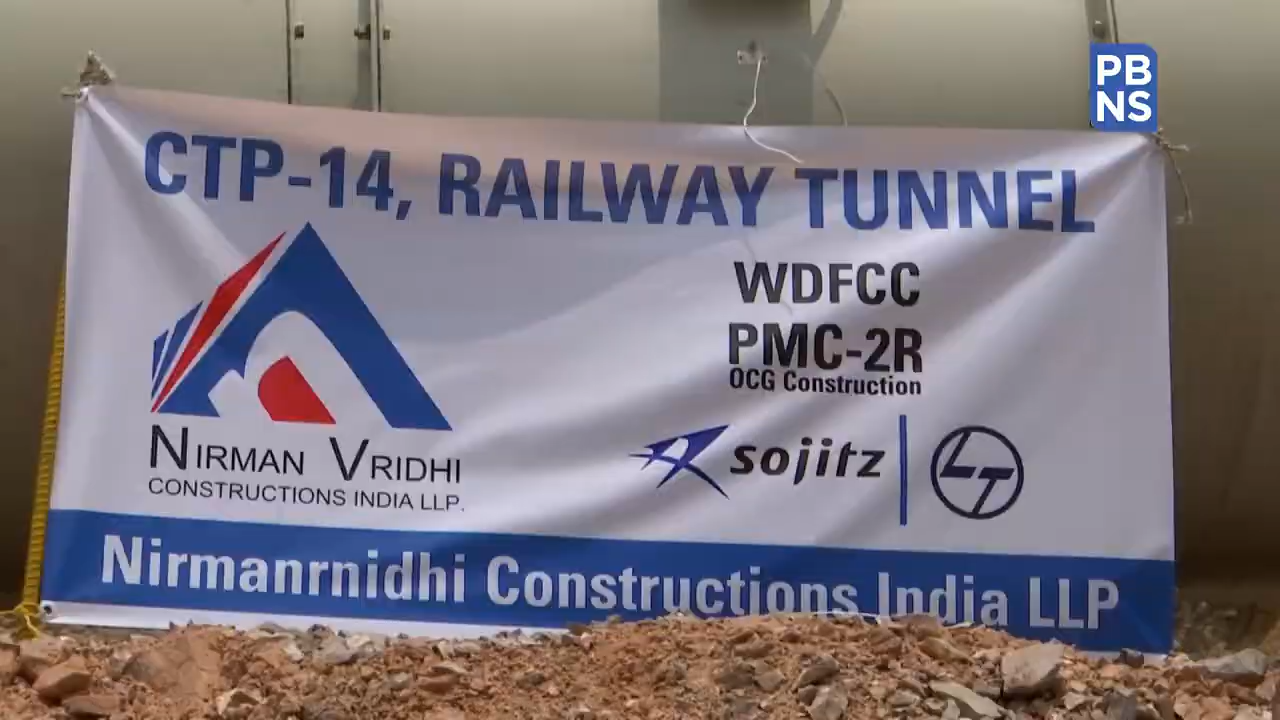 PB
NS
CTP-14, RAILWAY TUNNEL
WDFCC
PMC-2R
OCG Construction
sojitz
LT
NIRMAN VRIDHI
CONSTRUCTIONS INDIA LLP.
Nirmanrnidhi Constructions India LLP